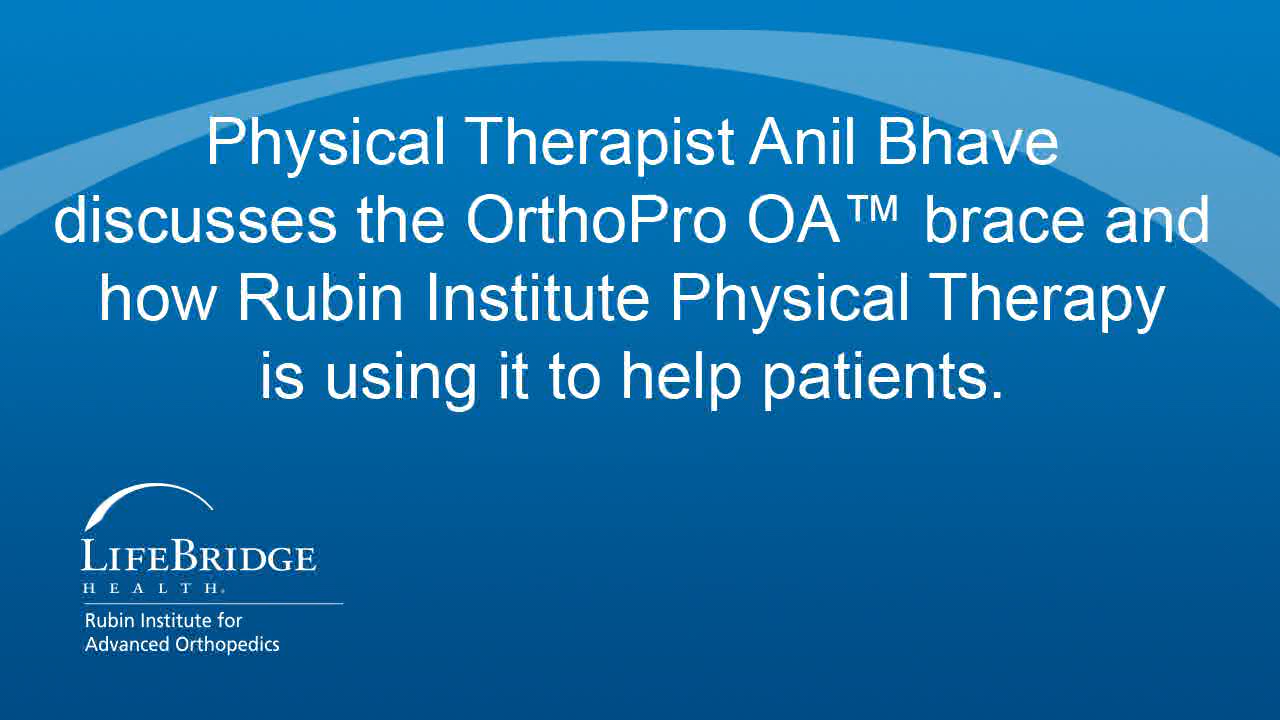 Physical Therapist Anil Bhave
discusses the OrthoPro OA™ brace and
how Rubin Institute Physical Therapy
is using it to help patients.
LIFEBRIDGE
HEALTH®
Rubin Institute for
Advanced Orthopedics